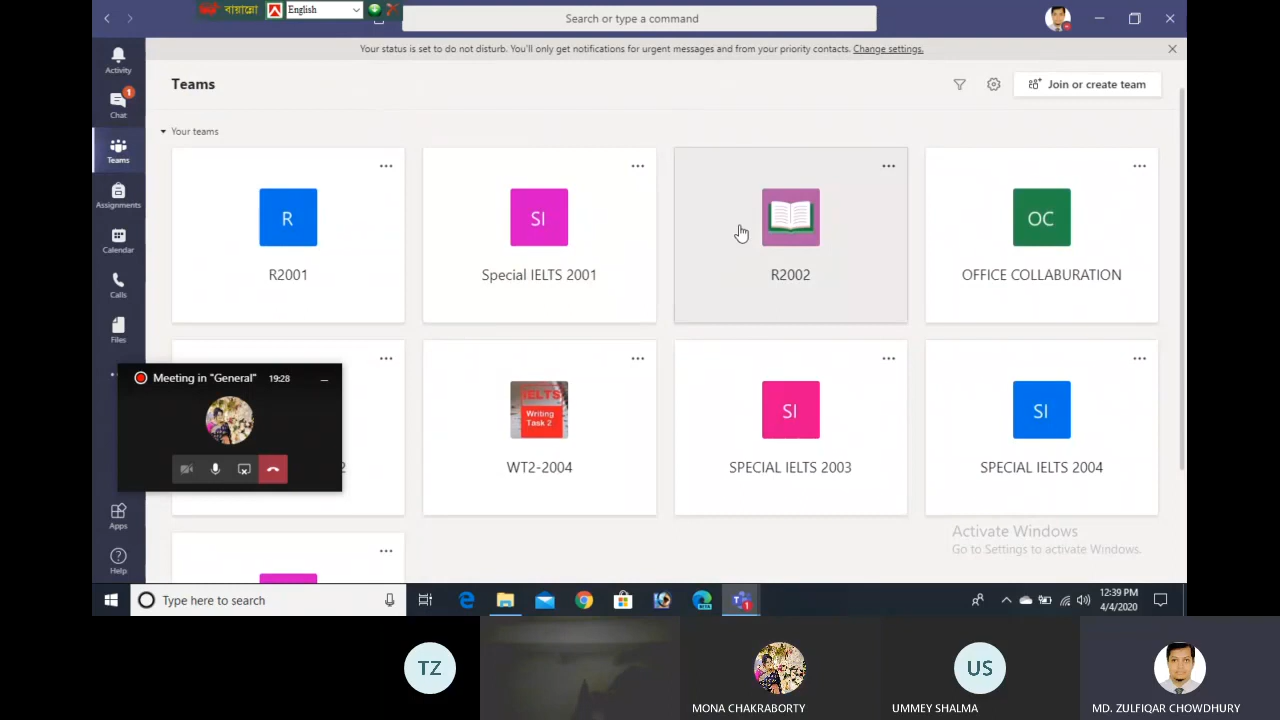 বায়ান্নো
English
Search or type a command
Your status is set to do not disturb. You'll only get notifications for urgent messages and from your priority contacts. Change settings.
Activity
Chat
1
Teams
Assignments
Calendar
Calls
Files
Apps
Help
Teams
Join or create team
Your teams
R
R2001
SI
Special IELTS 2001
R2002
OC
OFFICE COLLABURATION
Meeting in "General" 19:28
2
IELTS
Writing
Task 2
WT2-2004
SI
SPECIAL IELTS 2003
SI
SPECIAL IELTS 2004
Activate Windows
Go to Settings to activate Windows.
Type here to search
1
12:39 PM
4/4/2020
TZ
MONA CHAKRABORTY
US
UMMEY SHALMA
MD. ZULFIQAR CHOWDHURY